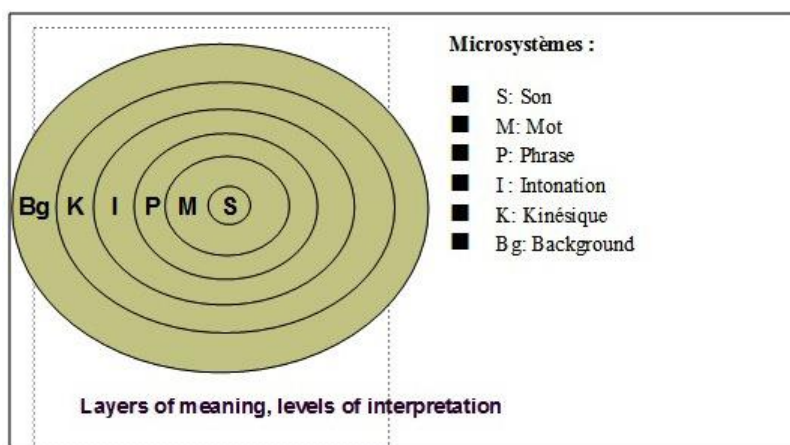 Microsystèmes :
■ S: Son
■ M: Mot
■ P: Phrase
■ I : Intonation
■ K: Kinésique
■ Bg: Background
Bg K I P M S
Layers of meaning, levels of interpretation